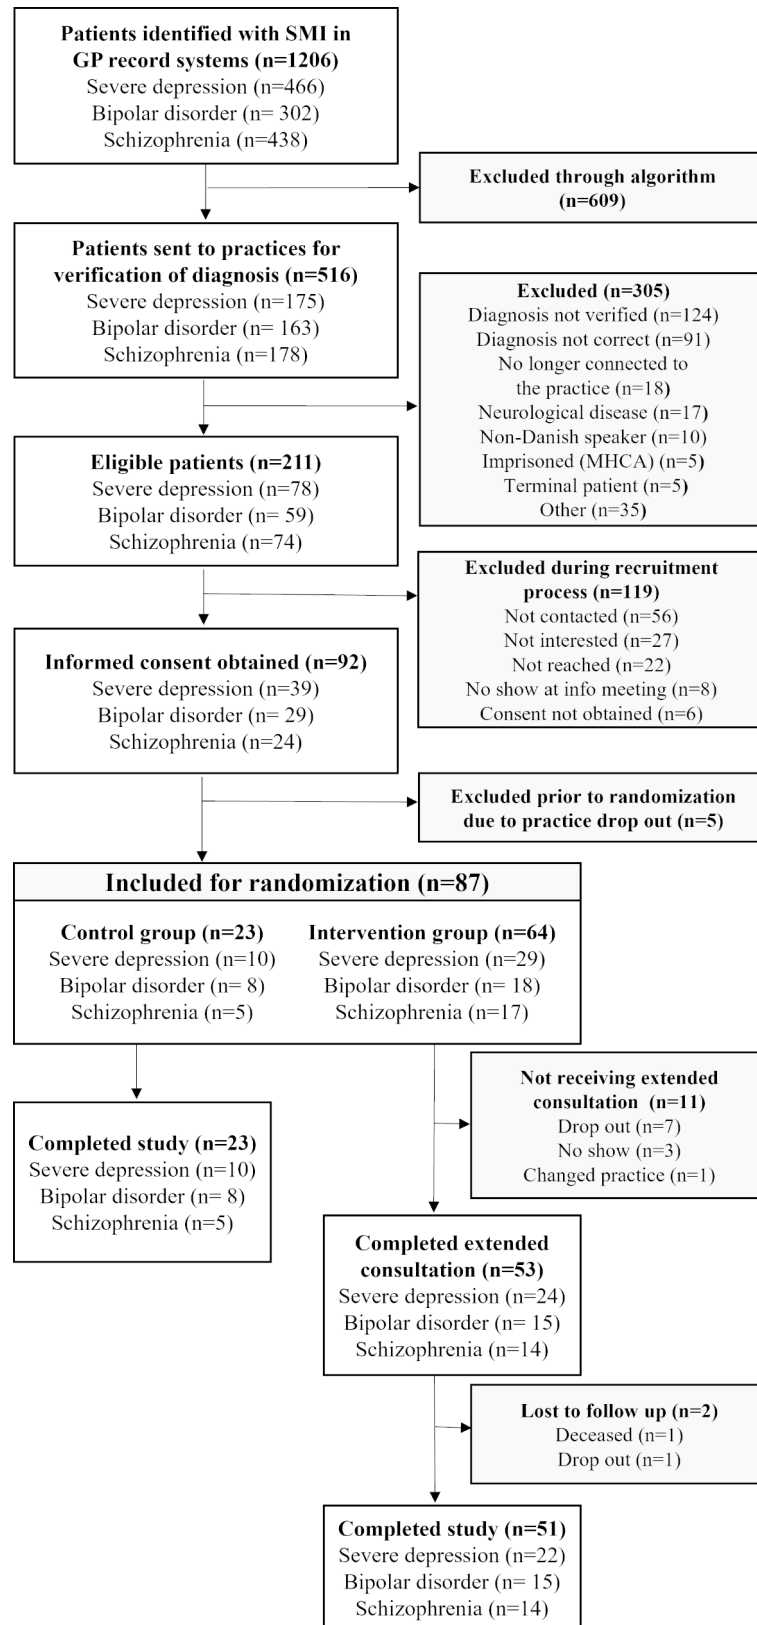 Patients identified with SMI in
GP record systems (n=1206)
Severe depression (n=466)
Bipolar disorder (n= 302)
Schizophrenia (n=438)
Excluded through algorithm
(n=609)
Patients sent to practices for
verification of diagnosis (n=516)
Severe depression (n=175)
Bipolar disorder (n= 163)
Schizophrenia (n=178)
Excluded (n=305)
Diagnosis not verified (n=124)
Diagnosis not correct (n=91)
No longer connected to
the practice (n=18)
Neurological disease (n=17)
Non-Danish speaker (n=10)
Imprisoned (MHCA) (n=5)
Terminal patient (n=5)
Other (n=35)
Eligible patients (n=211)
Severe depression (n=78)
Bipolar disorder (n= 59)
Schizophrenia (n=74)
Excluded during recruitment
process (n=119)
Not contacted (n=56)
Not interested (n=27)
Not reached (n=22)
No show at info meeting (n=8)
Consent not obtained (n=6)
Informed consent obtained (n=92)
Severe depression (n=39)
Bipolar disorder (n= 29)
Schizophrenia (n=24)
Excluded prior to randomization
due to practice drop out (n=5)
Included for randomization (n=87)
Control group (n=23)
Severe depression (n=10)
Bipolar disorder (n= 8)
Schizophrenia (n=5)
Intervention group (n=64)
Severe depression (n=29)
Bipolar disorder (n= 18)
Schizophrenia (n=17)
Not receiving extended
consultation (n=11)
Drop out (n=7)
No show (n=3)
Changed practice (n=1)
Completed study (n=23)
Severe depression (n=10)
Bipolar disorder (n= 8)
Schizophrenia (n=5)
Completed extended
consultation (n=53)
Severe depression (n=24)
Bipolar disorder (n= 15)
Schizophrenia (n=14)
Lost to follow up (n=2)
Deceased (n=1)
Drop out (n=1)
Completed study (n=51)
Severe depression (n=22)
Bipolar disorder (n= 15)
Schizophrenia (n=14)